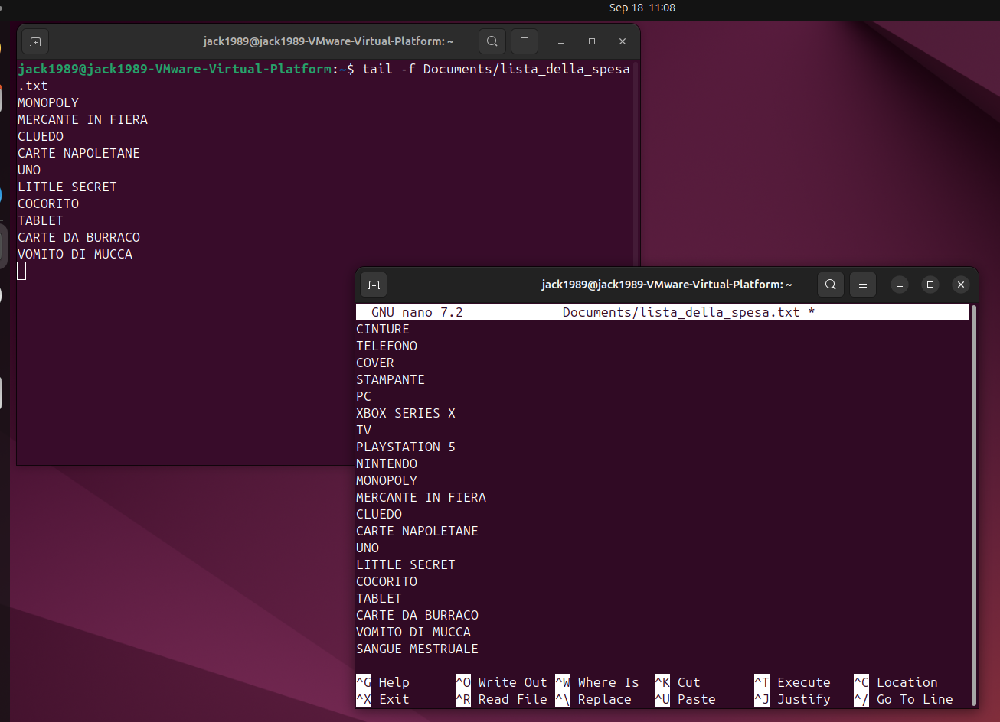 Sep 18 11:08
jack1989@jack1989-VMware-Virtual-Platform: ~
jack1989@jack1989-VMware-Virtual-Platform:~$ tail -f Documents/lista_della_spesa
.txt
MONOPOLY
MERCANTE IN FIERA
CLUEDO
CARTE NAPOLETANE
UNO
LITTLE SECRET
COCORITO
TABLET
CARTE DA BURRACO
VOMITO DI MUCCA
jack1989@jack1989-VMware-Virtual-Platform: ~
GNU nano 7.2 Documents/lista_della_spesa.txt *
CINTURE
TELEFONO
COVER
STAMPANTE
PC
XBOX SERIES X
TV
PLAYSTATION 5
NINTENDO
MONOPOLY
MERCANTE IN FIERA
CLUEDO
CARTE NAPOLETANE
UNO
LITTLE SECRET
COCORITO
TABLET
CARTE DA BURRACO
VOMITO DI MUCCA
SANGUE MESTRUALE
^G Help ^O Write Out ^W Where Is ^K Cut ^T Execute ^C Location
^X Exit ^R Read File ^\ Replace ^U Paste ^J Justify ^/ Go To Line